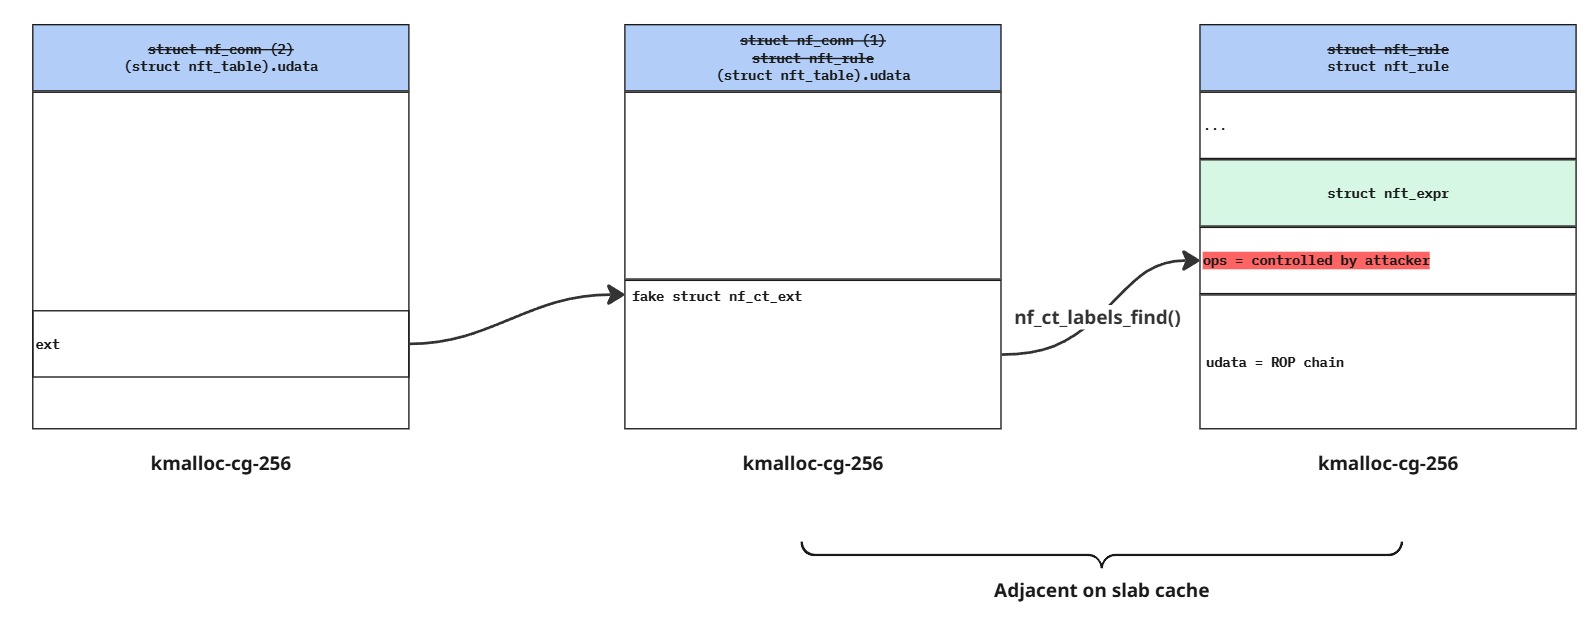 struct nf_conn (2)
(struct nft_table).udata
ext
kmalloc-cg-256
struct nf_conn (1)
struct nft_rule
(struct nft_table).udata
fake struct nf_ct_ext
kmalloc-cg-256
nf_ct_labels_find()
struct nft_rule
struct nft_rule
...
struct nft_expr
ops = controlled by attacker
udata = ROP chain
kmalloc-cg-256
Adjacent on slab cache